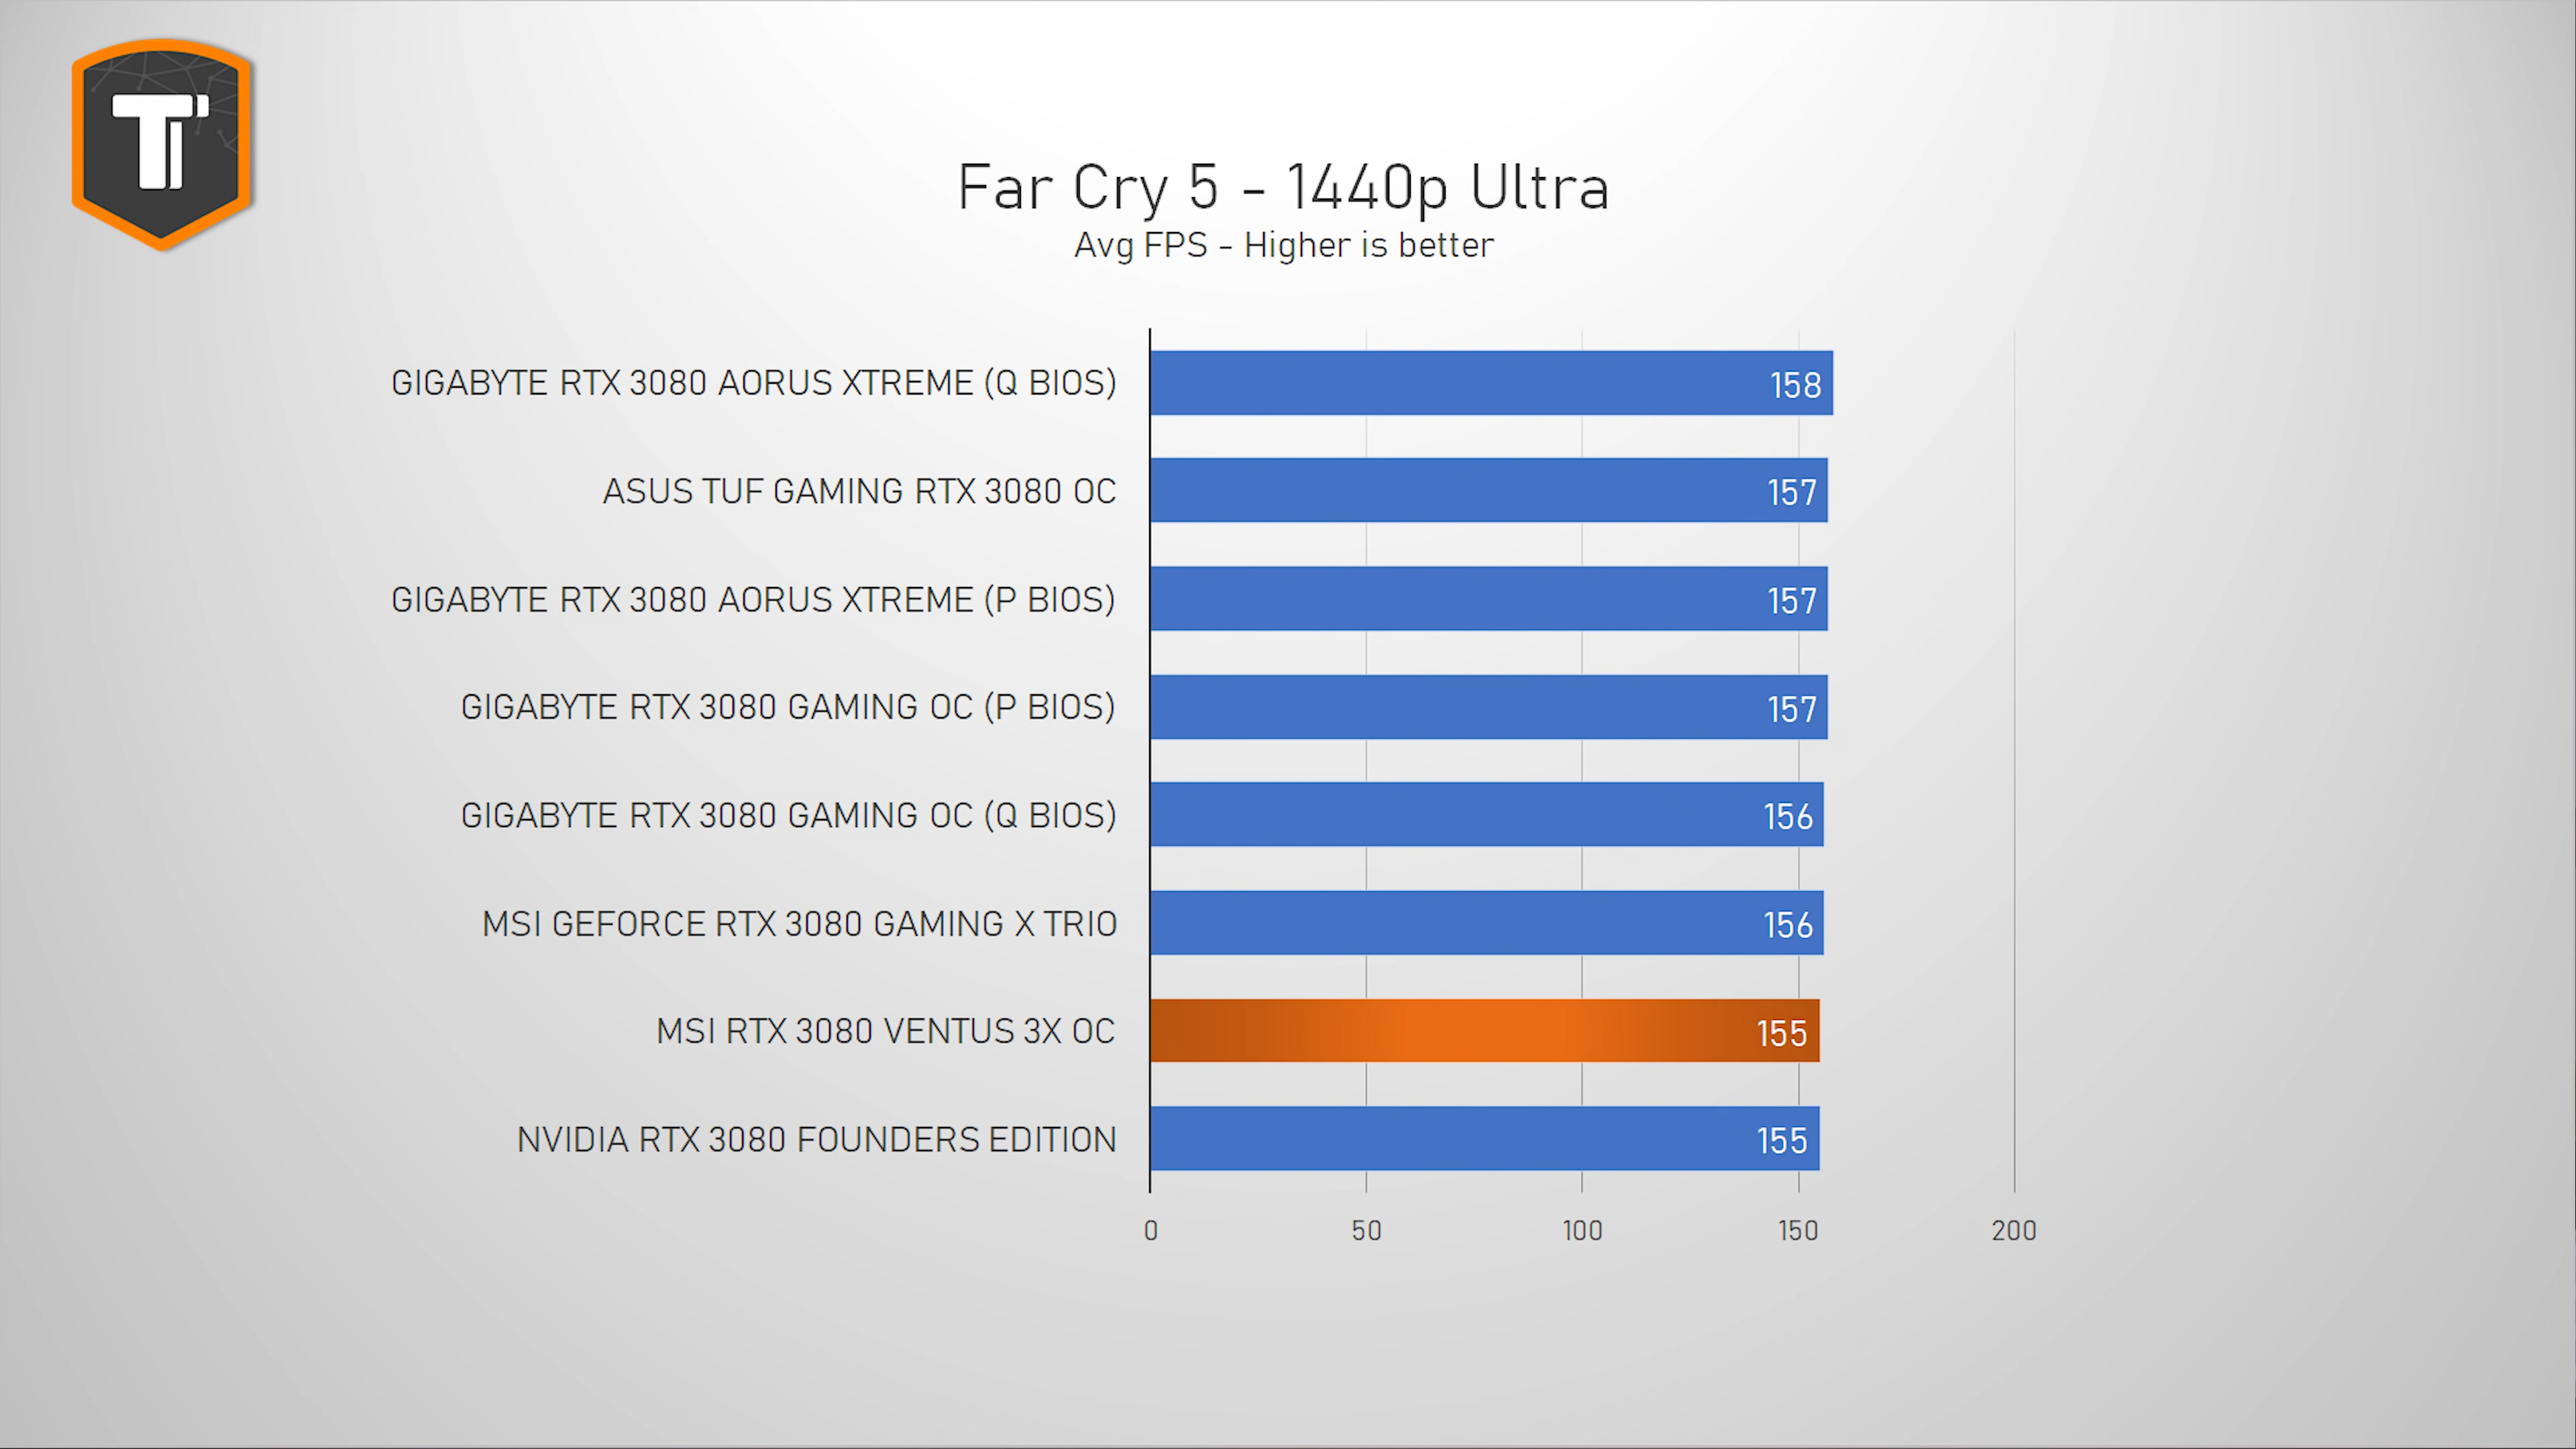 T
Far Cry 5 - 1440p Ultra
Avg FPS - Higher is better
GIGABYTE RTX 3080 AORUS XTREME (Q BIOS) 158
ASUS TUF GAMING RTX 3080 OC 157
GIGABYTE RTX 3080 AORUS XTREME (P BIOS) 157
GIGABYTE RTX 3080 GAMING OC (P BIOS) 157
GIGABYTE RTX 3080 GAMING OC (Q BIOS) 156
MSI GEFORCE RTX 3080 GAMING X TRIO 156
MSI RTX 3080 VENTUS 3X OC 155
NVIDIA RTX 3080 FOUNDERS EDITION 155
0 50 100 150 200